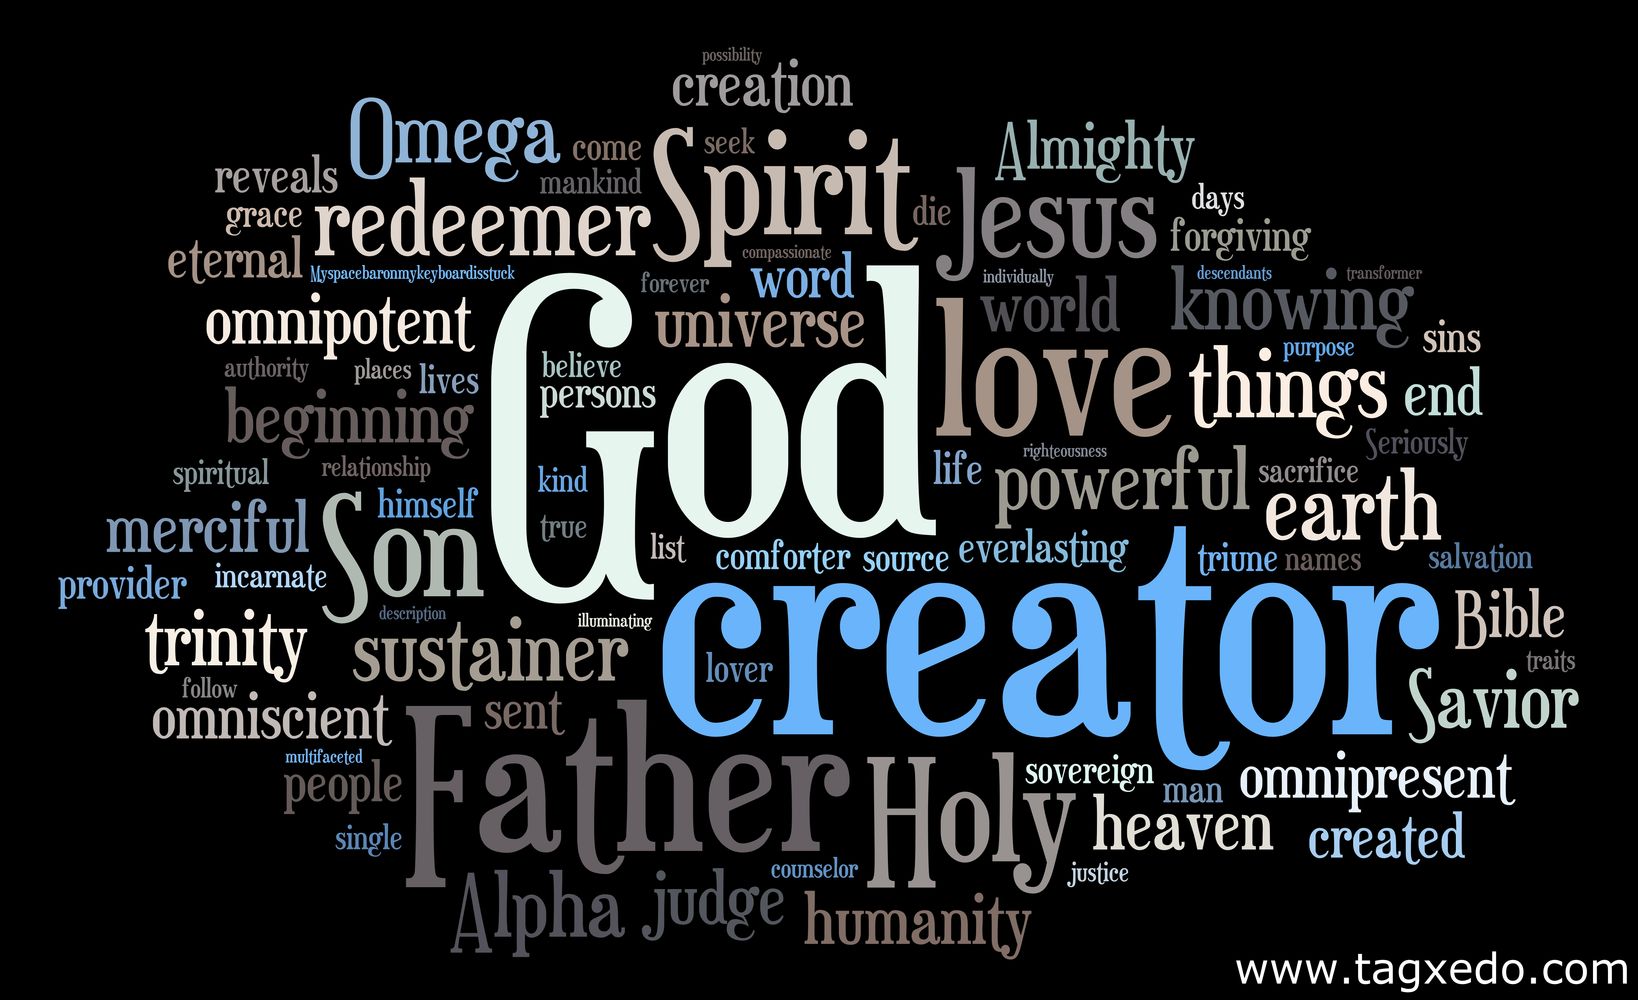 possibility
creation
Omega
come
seek
Spirit
Almighty
reveals
mankind
Jesus
days
grace
redeemer
die
forgiving
eternal
compassionate
Myspacebaronmykeyboardisstuck
forever
word
individually
descendants
transformer
God
omnipotent
universe
love
world
knowing
sins
authority
places
lives
believe
persons
things
purpose
end
beginning
Seriously
spiritual
relationship
kind
life
righteousness
powerful
sacrifice
earth
merciful
Son
himself
true
list
comforter
source
everlasting
triune
names
salvation
provider
incarnate
description
illuminating
creator
Bible
trinity
sustainer
lover
traits
follow
omniscient
sent
Savior
multifaceted
people
Father
Holy
sovereign
man
omnipresent
single
heaven
created
counselor
justice
Alpha
judge
humanity
www.tagxedo.com